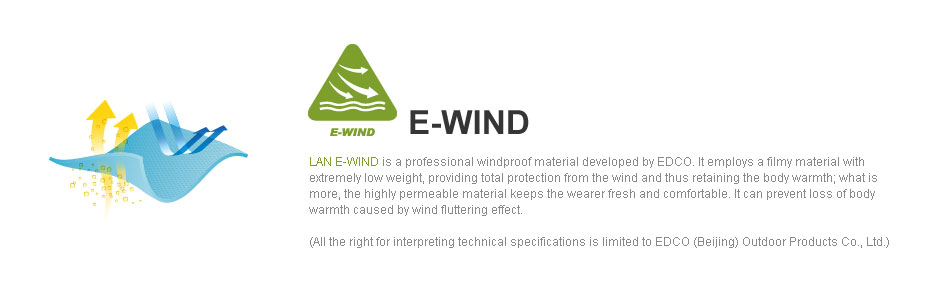 E-WIND
E-WIND
LAN E-WIND is a professional windproof material developed by EDCO. It employs a filmy material with
extremely low weight, providing total protection from the wind and thus retaining the body warmth; what is
more, the highly permeable material keeps the wearer fresh and comfortable. It can prevent loss of body
warmth caused by wind fluttering effect.
(All the right for interpreting technical specifications is limited to EDCO (Beijing) Outdoor Products Co., Ltd.)